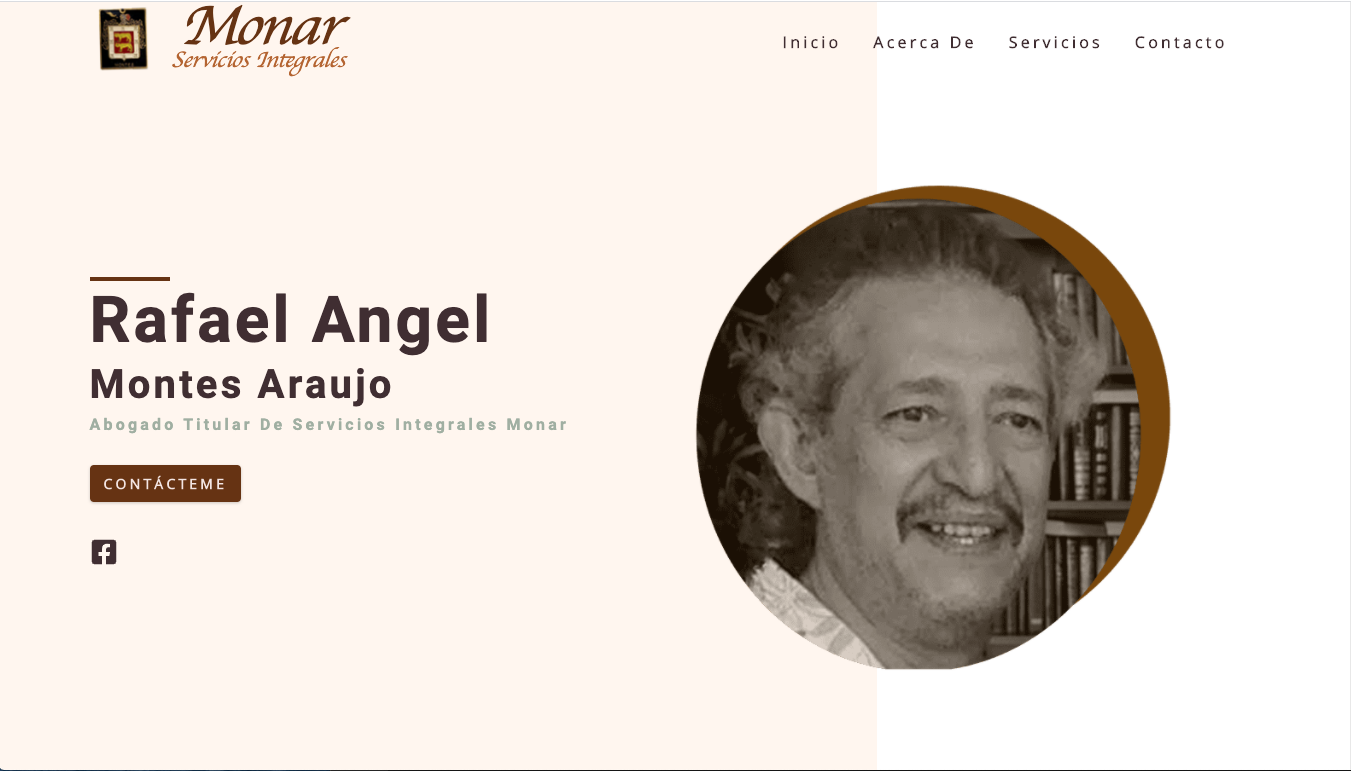 Monar
Servicios Integrales
Inicio
Acerca De
Servicios
Contacto
Rafael Angel
Montes Araujo
Abogado Titular De Servicios Integrales Monar
CONTÁCTEME